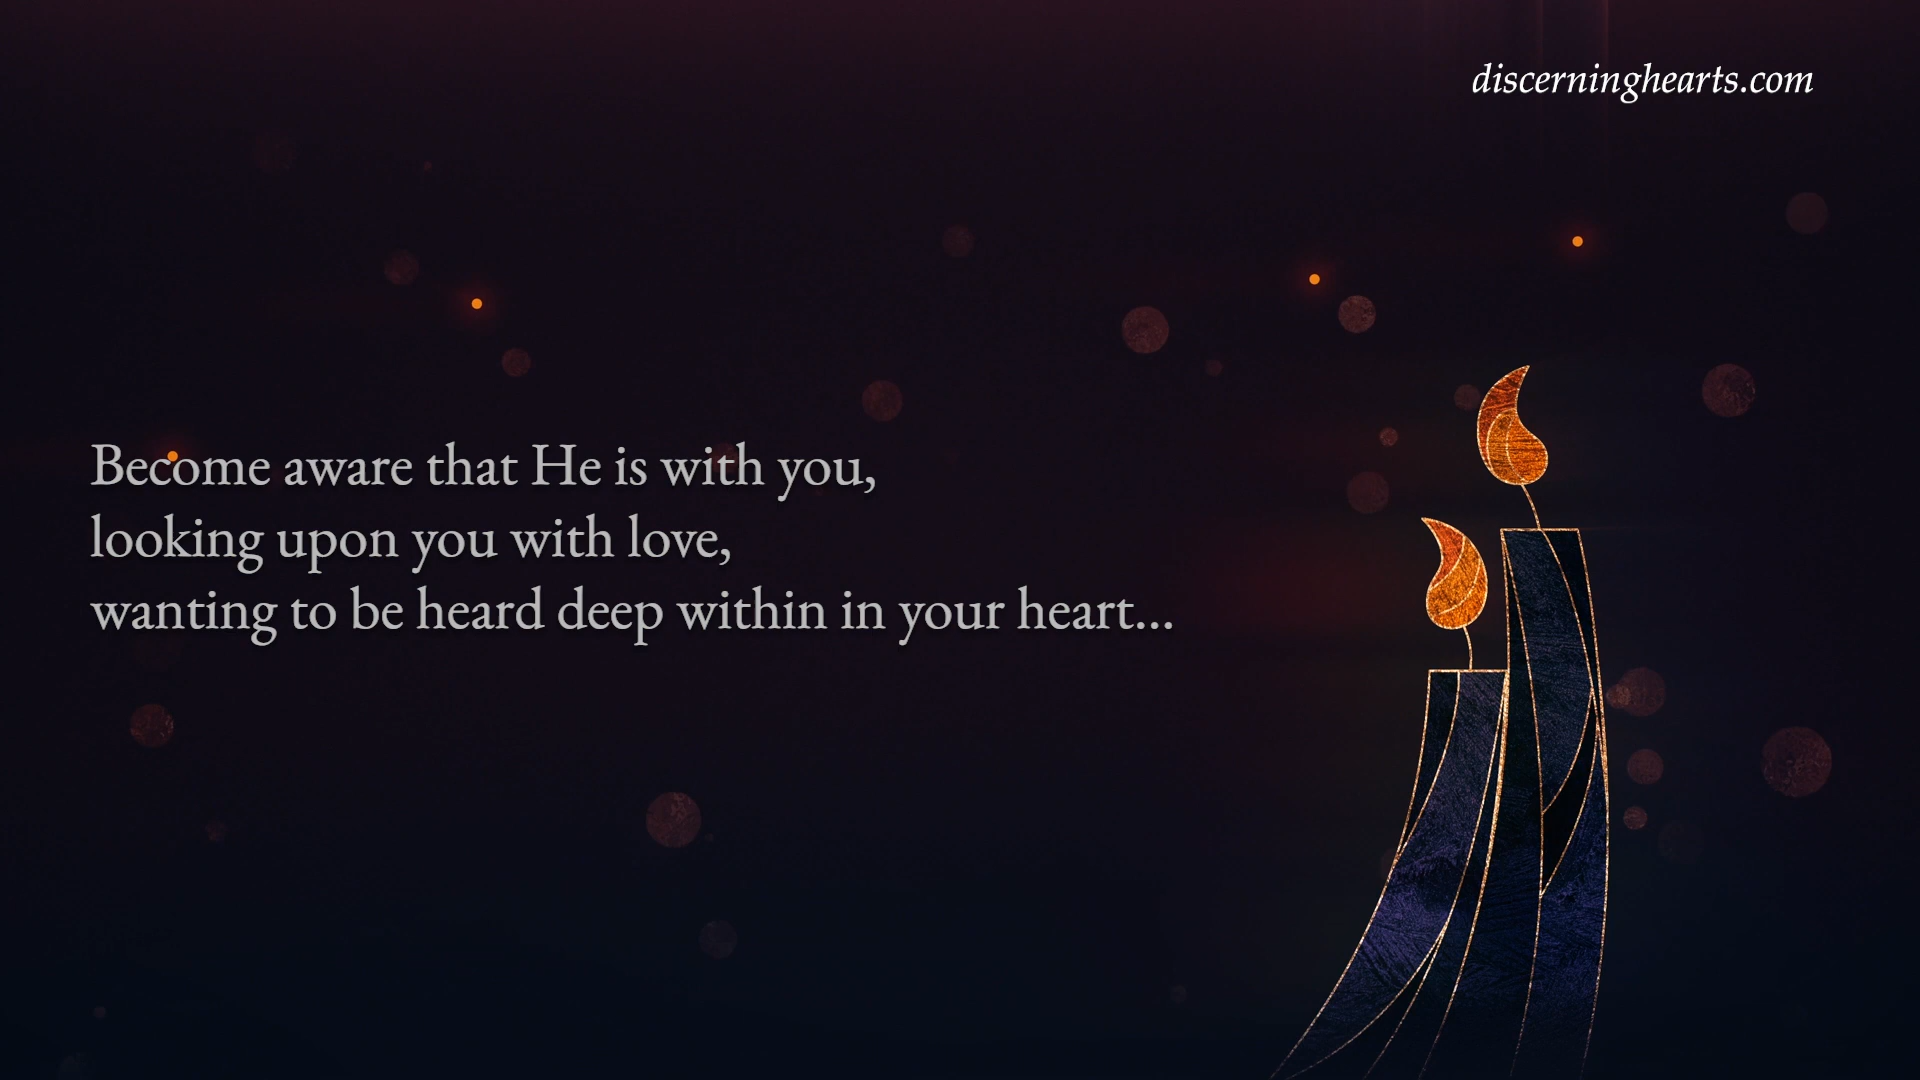 discerninghearts.com
Become aware that He is with you,
looking upon you with love,
wanting to be heard deep within in your heart...